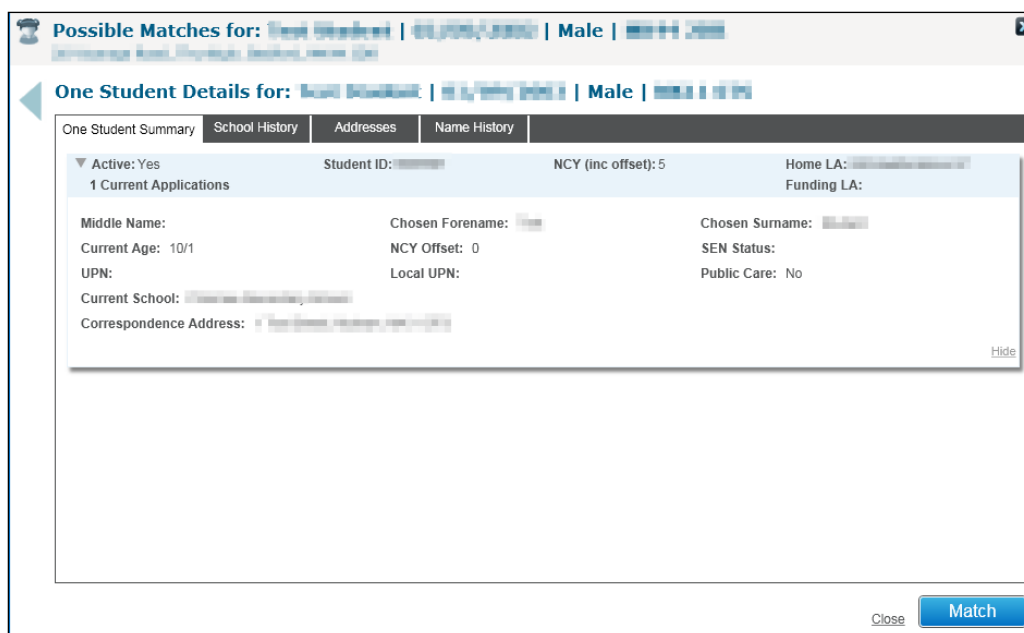 Possible Matches for: | | Male |
One Student Details for: | | Male |
One Student Summary School History Addresses Name History
Active: Yes Student ID: NCY (inc offset): 5 Home LA:
1 Current Applications Funding LA:
Middle Name: Chosen Forename: Chosen Surname:
Current Age: 10/1 NCY Offset: 0 SEN Status:
UPN: Local UPN: Public Care: No
Current School:
Correspondence Address:
Hide
Close Match